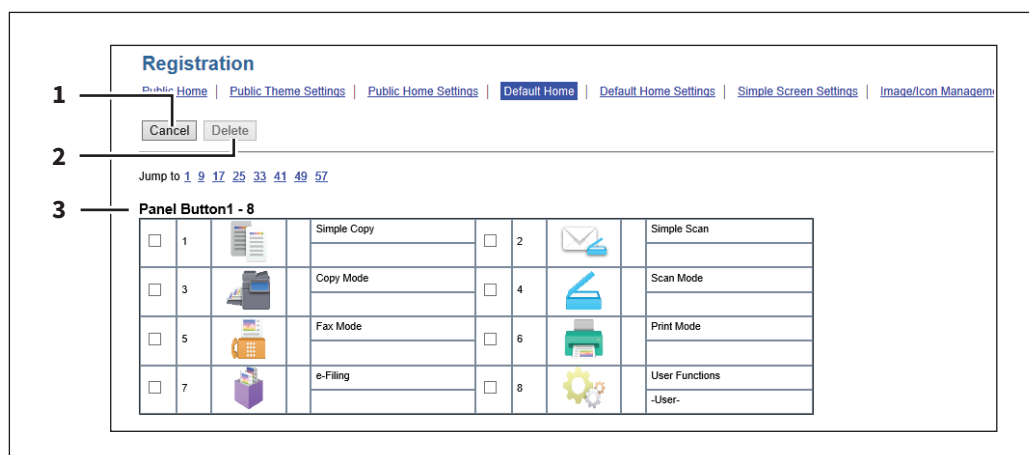 Registration
Public Home | Public Theme Settings | Public Home Settings | Default Home | Default Home Settings | Simple Screen Settings | Image/Icon Managem
1
Cancel Delete
2
Jump to 1 9 17 25 33 41 49 57
3
Panel Button1 - 8
1 Simple Copy 2 Simple Scan
3 Copy Mode 4 Scan Mode
5 Fax Mode 6 Print Mode
7 e-Filing 8 User Functions
-User-